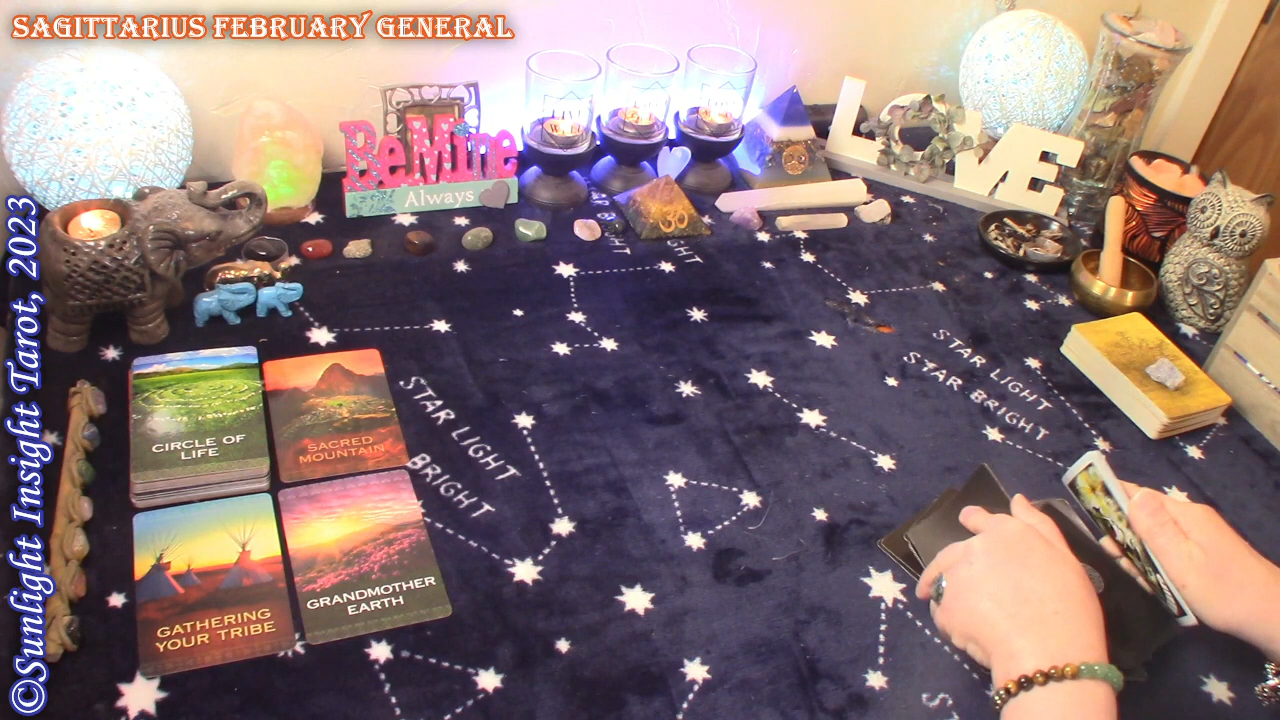 SAGITTARIUS FEBRUARY GENERAL
©Sunlight Insight Tarot, 2023
Be Mine
Always
LOVE
30
CIRCLE OF
LIFE
SACRED
MOUNTAIN
GATHERING
YOUR TRIBE
GRANDMOTHER
EARTH
STAR LIGHT
BRIGHT
STAR LIGHT
STAR BRIGHT